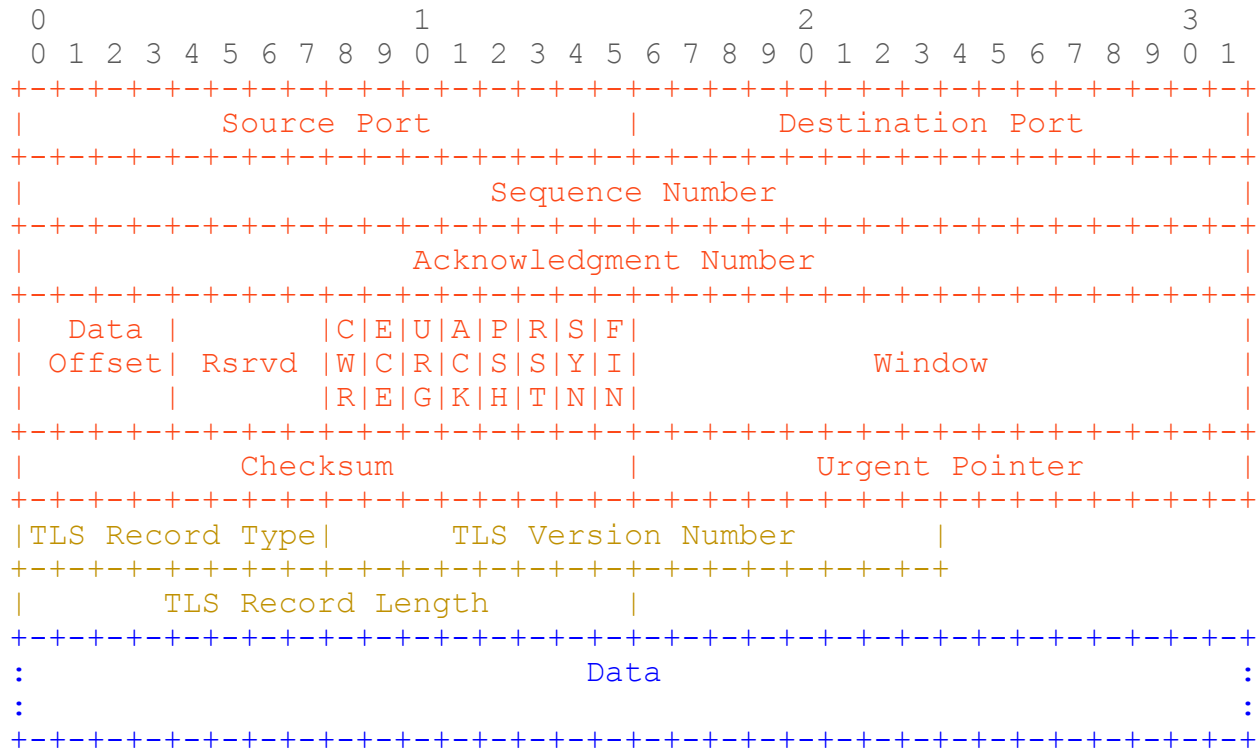 0                   1                   2                   3
 0 1 2 3 4 5 6 7 8 9 0 1 2 3 4 5 6 7 8 9 0 1 2 3 4 5 6 7 8 9 0 1
+-+-+-+-+-+-+-+-+-+-+-+-+-+-+-+-+-+-+-+-+-+-+-+-+-+-+-+-+-+-+-+-+
|          Source Port          |       Destination Port        |
+-+-+-+-+-+-+-+-+-+-+-+-+-+-+-+-+-+-+-+-+-+-+-+-+-+-+-+-+-+-+-+-+
|                        Sequence Number                        |
+-+-+-+-+-+-+-+-+-+-+-+-+-+-+-+-+-+-+-+-+-+-+-+-+-+-+-+-+-+-+-+-+
|                    Acknowledgment Number                      |
+-+-+-+-+-+-+-+-+-+-+-+-+-+-+-+-+-+-+-+-+-+-+-+-+-+-+-+-+-+-+-+-+
|  Data |       |C|E|U|A|P|R|S|F|                               |
| Offset| Rsrvd |W|C|R|C|S|S|Y|I|            Window             |
|       |       |R|E|G|K|H|T|N|N|                               |
+-+-+-+-+-+-+-+-+-+-+-+-+-+-+-+-+-+-+-+-+-+-+-+-+-+-+-+-+-+-+-+-+
|           Checksum            |         Urgent Pointer        |
+-+-+-+-+-+-+-+-+-+-+-+-+-+-+-+-+-+-+-+-+-+-+-+-+-+-+-+-+-+-+-+-+
|TLS Record Type|      TLS Version Number       |
+-+-+-+-+-+-+-+-+-+-+-+-+-+-+-+-+-+-+-+-+-+-+-+-+
|       TLS Record Length       |
+-+-+-+-+-+-+-+-+-+-+-+-+-+-+-+-+-+-+-+-+-+-+-+-+-+-+-+-+-+-+-+-+
:                             Data                              :
:                                                               :
+-+-+-+-+-+-+-+-+-+-+-+-+-+-+-+-+-+-+-+-+-+-+-+-+-+-+-+-+-+-+-+-+